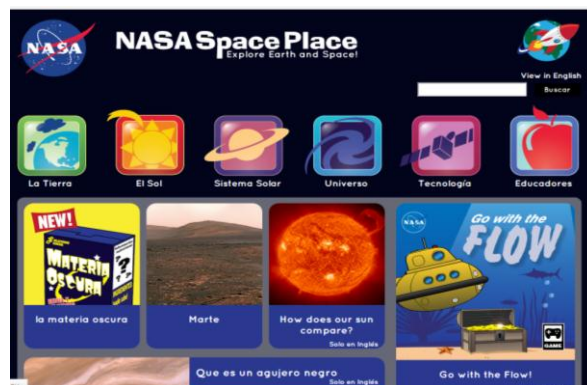 NASA
NASA Space Place
Explore Earth and Space!
View in English
Buscar
La Tierra
El Sol
Sistema Solar
Universo
Tecnología
Educadores
NEW!
MATERIA
OSCURA
?
la materia oscura
Marte
How does our sun
compare?
Solo en Inglés
NASA
Go with the
FLOW
GAME
Go with the Flow!
Que es un agujero negro
Solo en Inglés